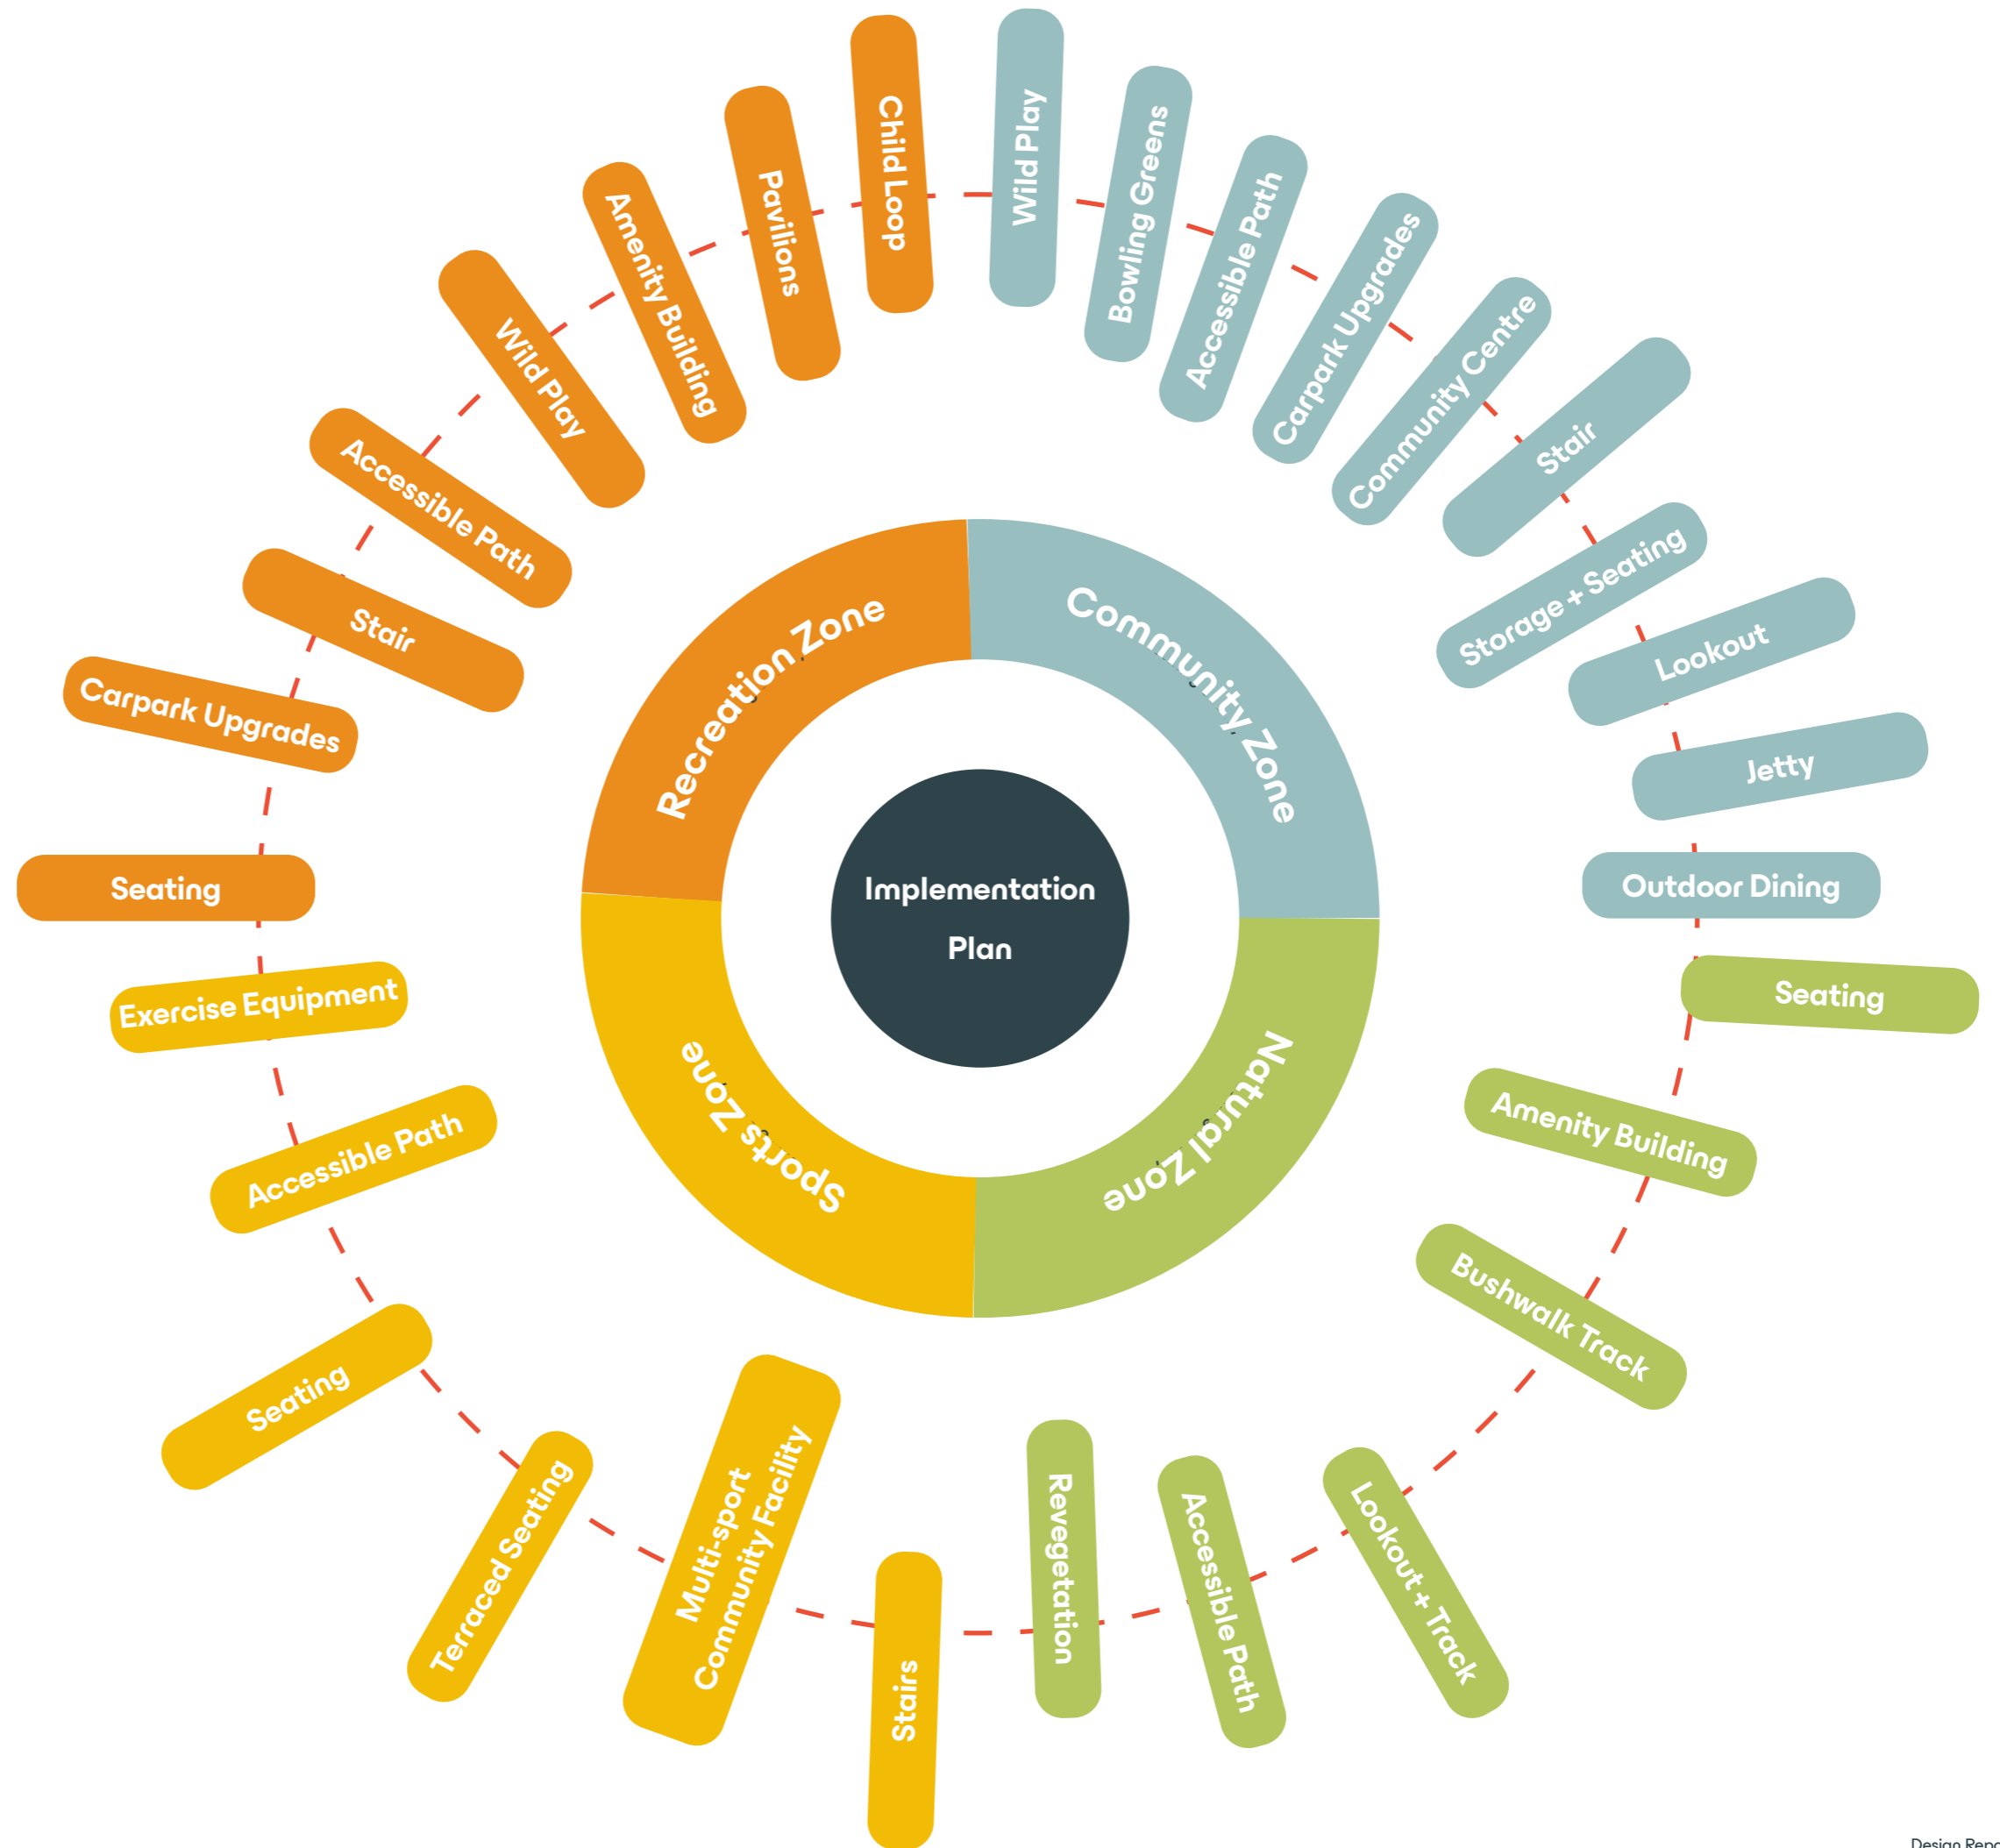 Child Loop
Pavillions
Amenity Building
Wild Play
Accessible Path
Stair
Carpark Upgrades
Seating
Wild Play
Bowling Greens
Accessible Path
Carpark Upgrades
Community Centre
Stair
Storage + Seating
Lookout
Jetty
Outdoor Dining
Recreation Zone
Community Zone
Implementation
Plan
Sports Zone
Natural Zone
Exercise Equipment
Accessible Path
Seating
Terraced Seating
Multi-sport
Community Facility
Stairs
Seating
Amenity Building
Bushwalk Track
Lookout + Track
Accessible Path
Revegetation
Design